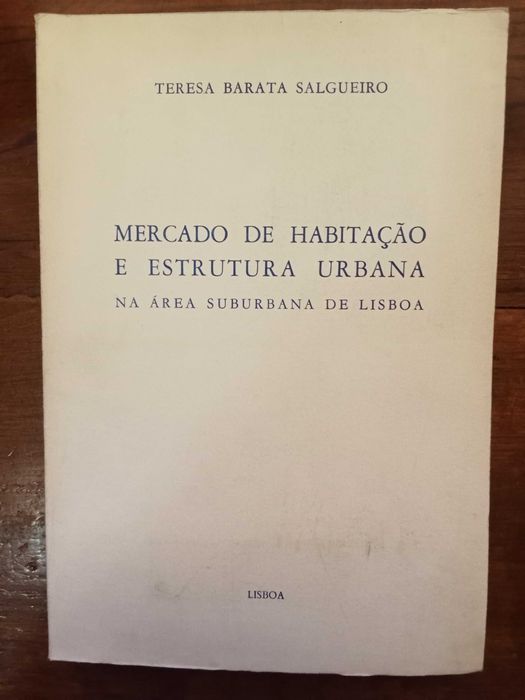 TERESA BARATA SALGUEIRO
MERCADO DE HABITAÇÃO
E ESTRUTURA URBANA
NA ÁREA SUBURBANA DE LISBOA
LISBOA